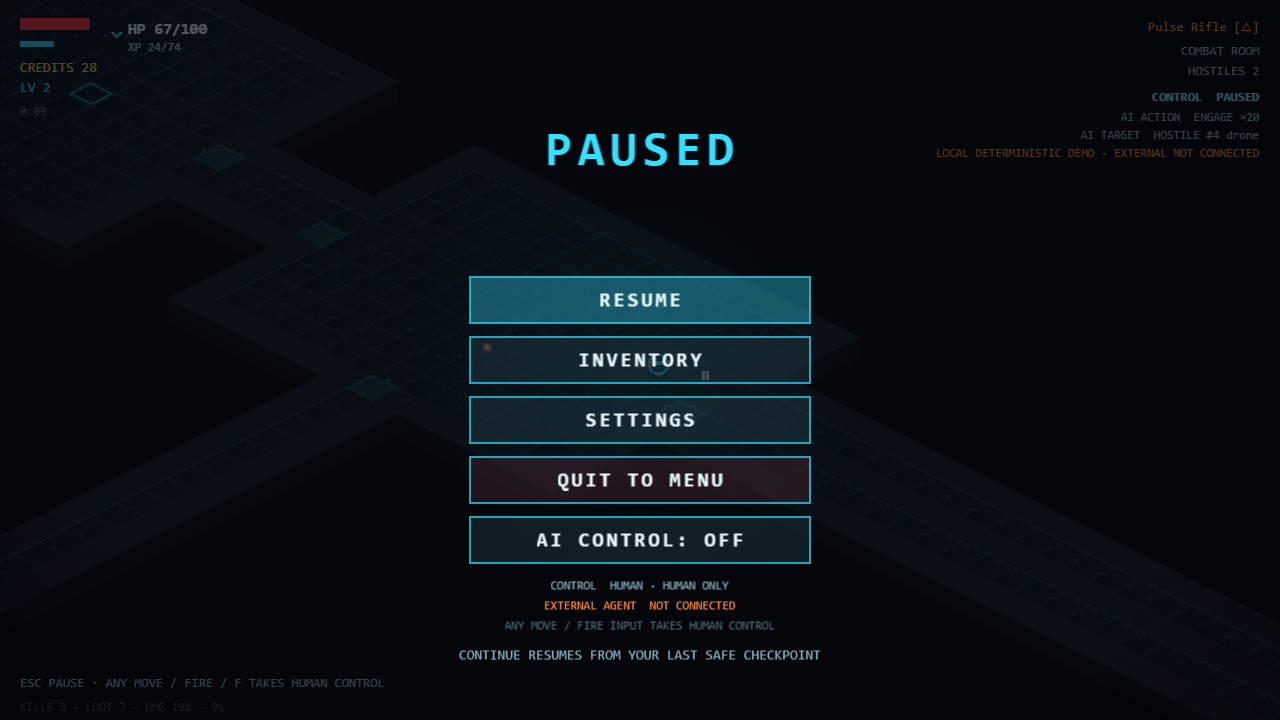 HP 67/100
XP 24/74
CREDITS 28
LV 2
0:09
Pulse Rifle [△]
COMBAT ROOM
HOSTILES 2
CONTROL PAUSED
AI ACTION ENGAGE ×20
AI TARGET HOSTILE #4 drone
LOCAL DETERMINISTIC DEMO · EXTERNAL NOT CONNECTED
PAUSED
RESUME
INVENTORY
SETTINGS
QUIT TO MENU
AI CONTROL: OFF
CONTROL HUMAN · HUMAN ONLY
EXTERNAL AGENT NOT CONNECTED
ANY MOVE / FIRE INPUT TAKES HUMAN CONTROL
CONTINUE RESUMES FROM YOUR LAST SAFE CHECKPOINT
ESC PAUSE · ANY MOVE / FIRE / F TAKES HUMAN CONTROL
KILLS 3 · LOOT 7 · DMG 198 · 9s